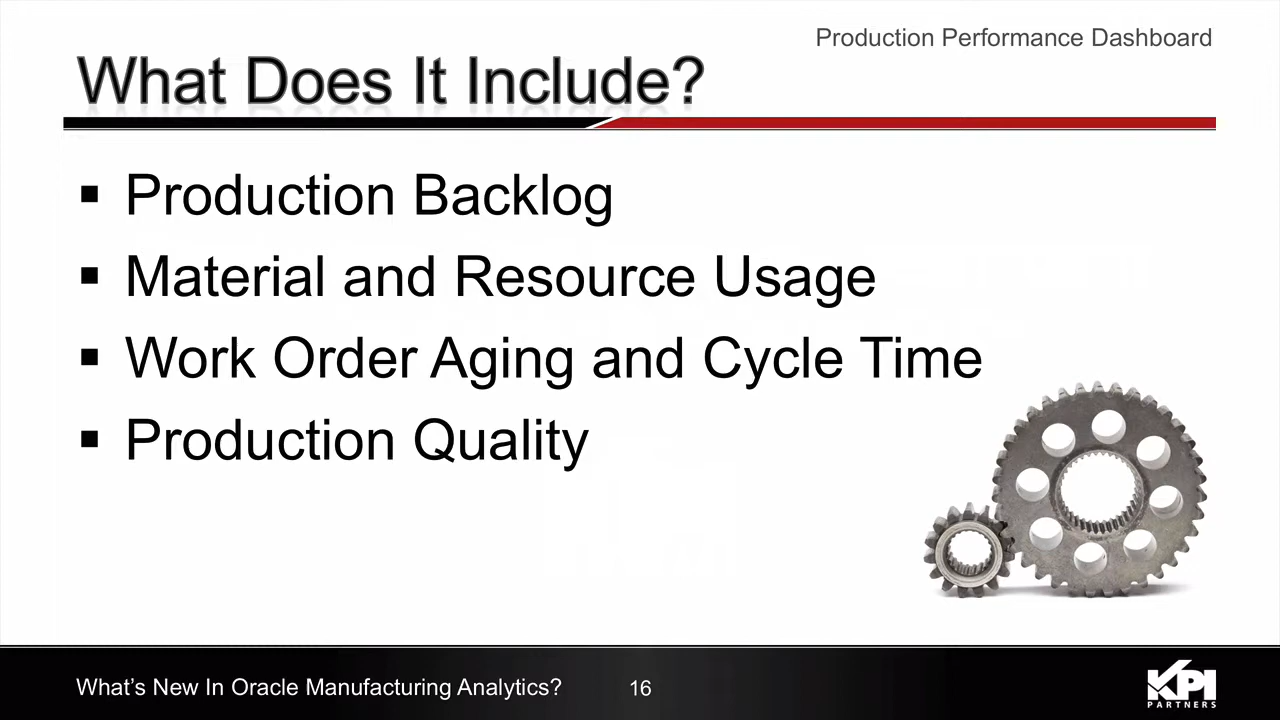 Production Performance Dashboard
What Does It Include?
▪ Production Backlog
▪ Material and Resource Usage
▪ Work Order Aging and Cycle Time
▪ Production Quality
What's New In Oracle Manufacturing Analytics?
16
KPI
PARTNERS